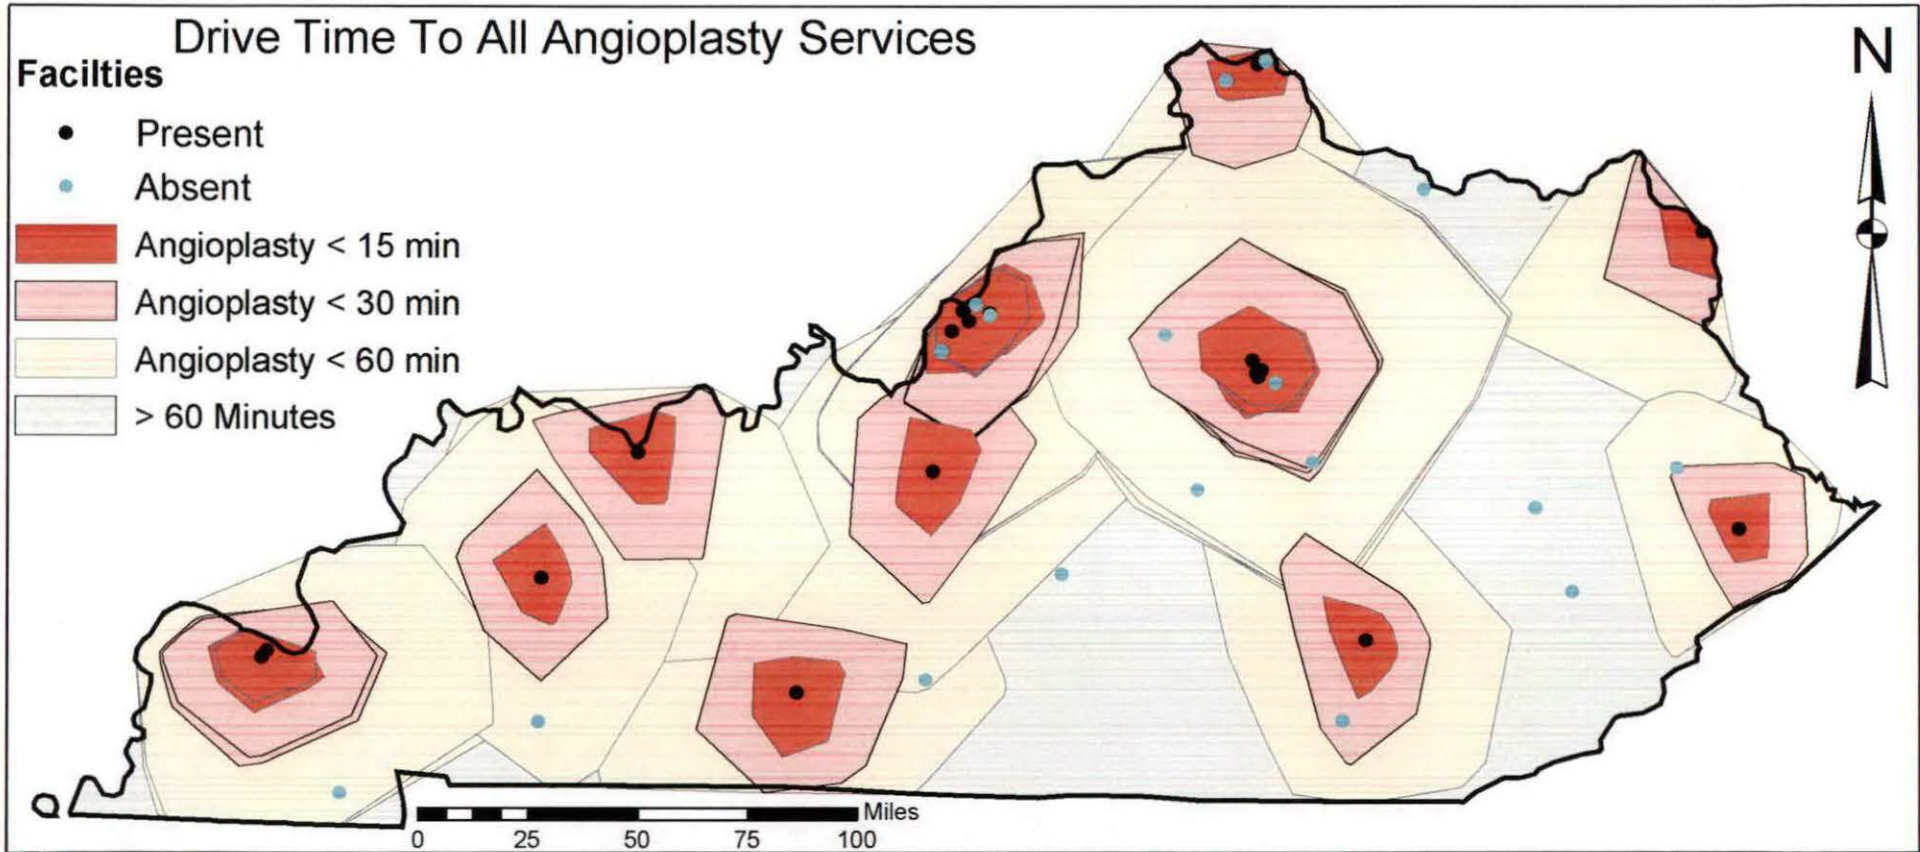 Drive Time To All Angioplasty Services
N
Facilties
Present
Absent
Angioplasty < 15 min
Angioplasty < 30 min
Angioplasty < 60 min
> 60 Minutes
Miles
0 25 50 75 100